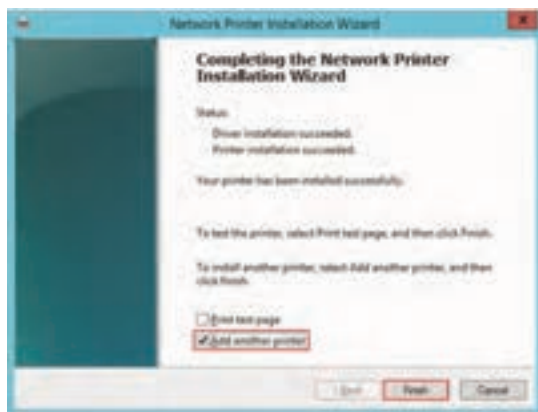 Network Printer Installation Wizard
Completing the Network Printer
Installation Wizard
Status:
Driver installation succeeded.
Printer installation succeeded.
Your printer has been installed successfully.
To test the printer, select Print test page, and then click Finish.
To install another printer, select Add another printer, and then
click Finish.
Print test page
Add another printer
< Back Finish Cancel